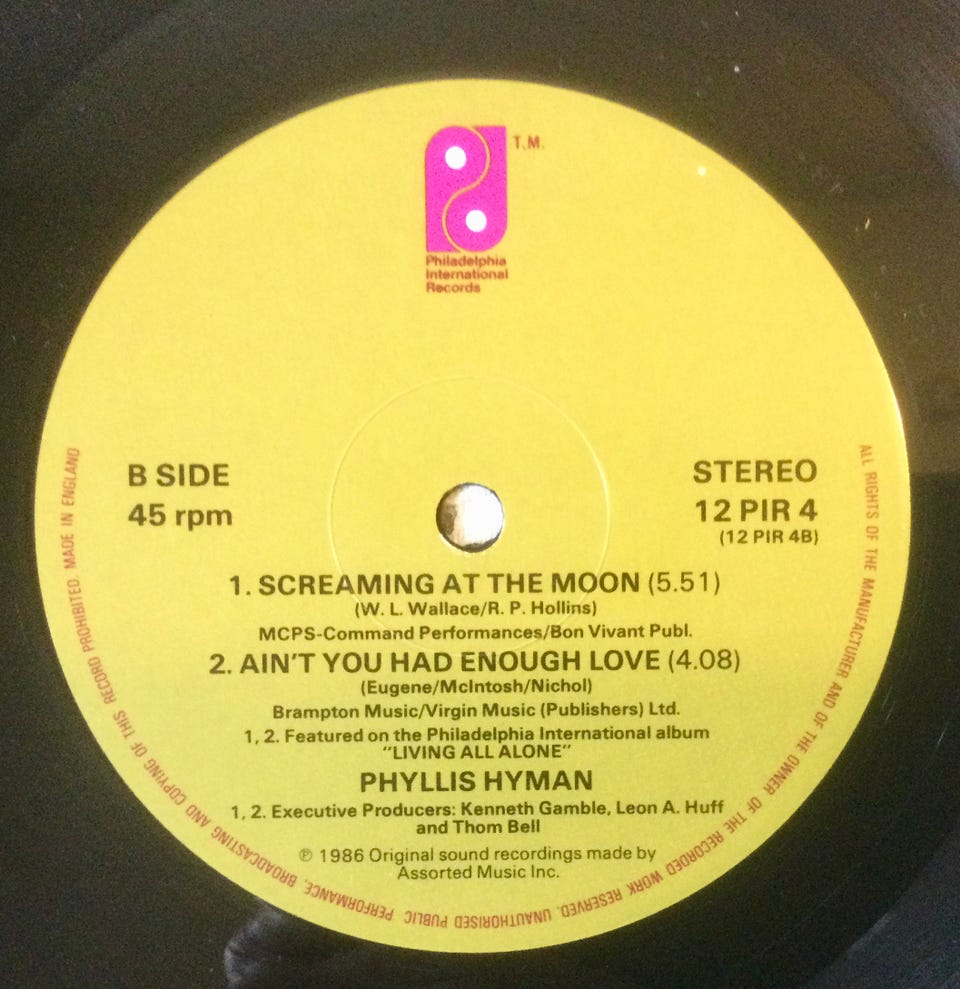 T.M.
Philadelphia
International
Records
B SIDE
45 rpm
STEREO
12 PIR 4
(12 PIR 4B)
1. SCREAMING AT THE MOON (5.51)
(W. L. Wallace/R. P. Hollins)
MCPS-Command Performances/Bon Vivant Publ.
2. AIN'T YOU HAD ENOUGH LOVE (4.08)
(Eugene/McIntosh/Nichol)
Brampton Music/Virgin Music (Publishers) Ltd.
1, 2. Featured on the Philadelphia International album
"LIVING ALL ALONE"
PHYLLIS HYMAN
1, 2. Executive Producers: Kenneth Gamble, Leon A. Huff
and Thom Bell
℗ 1986 Original sound recordings made by
Assorted Music Inc.
ALL RIGHTS OF THE MANUFACTURER AND OF THE OWNER OF THE RECORDED WORK RESERVED. UNAUTHORISED PUBLIC PERFORMANCE, BROADCASTING AND COPYING OF THIS RECORD PROHIBITED. MADE IN ENGLAND